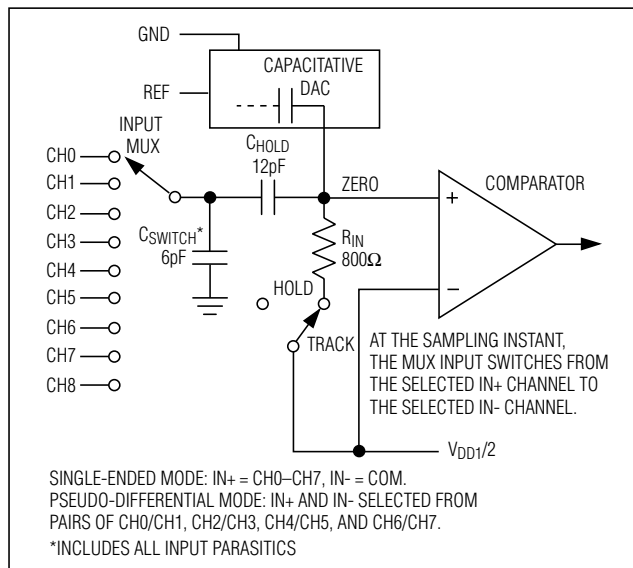 GND
CAPACITATIVE
DAC
REF
INPUT
MUX
CHOLD
12pF
CH0
CH1
CH2
CH3
CH4
CH5
CH6
CH7
CH8
ZERO
COMPARATOR
+
−
CSWITCH*
6pF
RIN
800Ω
HOLD
TRACK
AT THE SAMPLING INSTANT,
THE MUX INPUT SWITCHES FROM
THE SELECTED IN+ CHANNEL TO
THE SELECTED IN- CHANNEL.
VDD1/2
SINGLE-ENDED MODE: IN+ = CH0–CH7, IN- = COM.
PSEUDO-DIFFERENTIAL MODE: IN+ AND IN- SELECTED FROM
PAIRS OF CH0/CH1, CH2/CH3, CH4/CH5, AND CH6/CH7.
*INCLUDES ALL INPUT PARASITICS